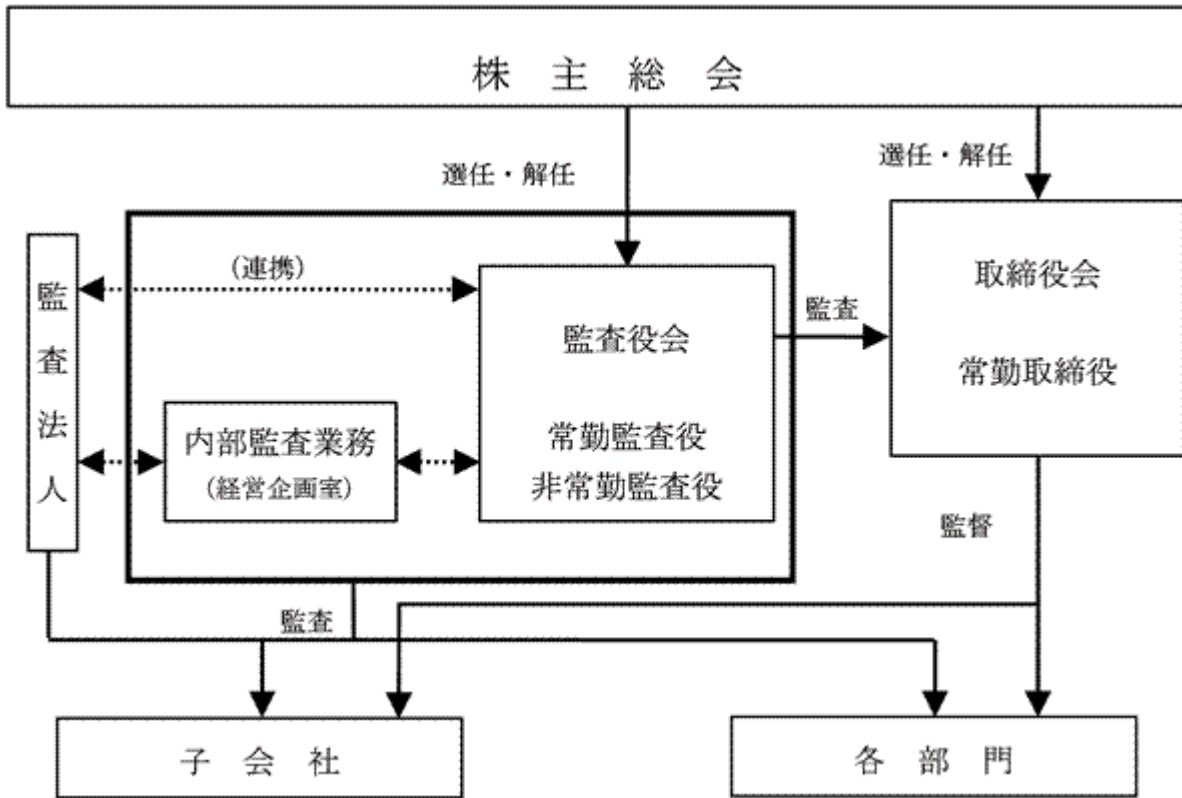 株主総会
選任・解任
選任・解任
監査法人
(連携)
監査役会
常勤監査役
非常勤監査役
監査
取締役会
常勤取締役
内部監査業務
(経営企画室)
監督
監査
子会社
各部門